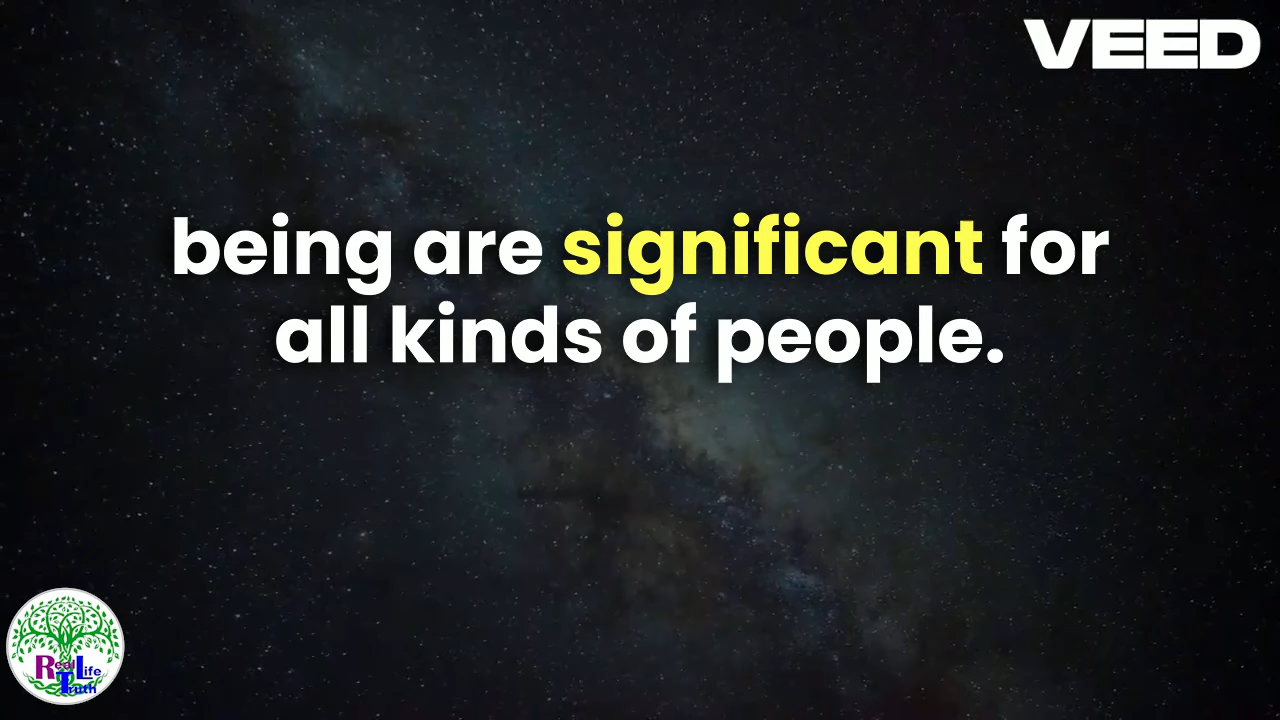 VEED
being are significant for
all kinds of people.
Real Life
Truth